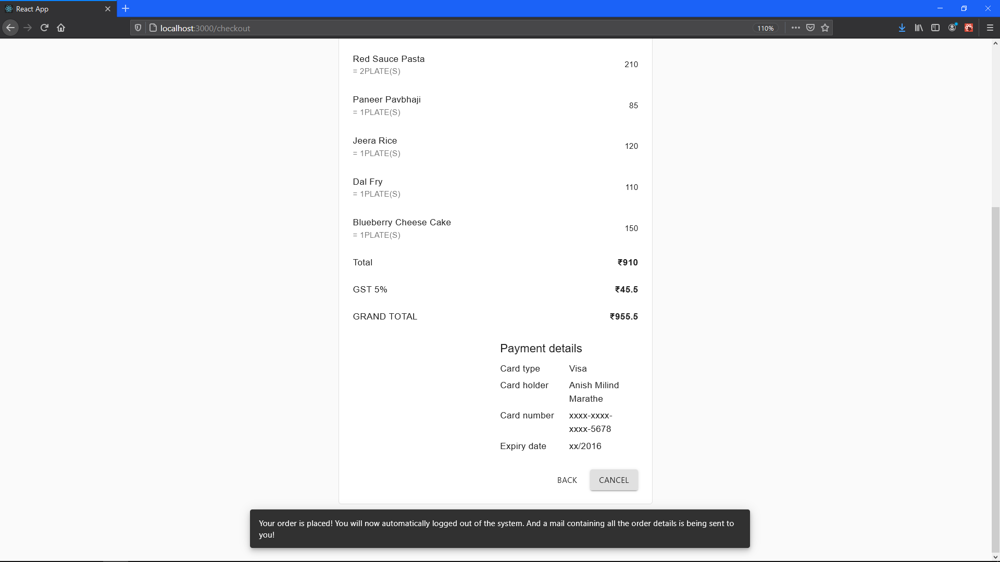 React App
localhost:3000/checkout
110%
Red Sauce Pasta
= 2PLATE(S)
210
Paneer Pavbhaji
= 1PLATE(S)
85
Jeera Rice
= 1PLATE(S)
120
Dal Fry
= 1PLATE(S)
110
Blueberry Cheese Cake
= 1PLATE(S)
150
Total ₹910
GST 5% ₹45.5
GRAND TOTAL ₹955.5
Payment details
Card type Visa
Card holder Anish Milind
Marathe
Card number xxxx-xxxx-
xxxx-5678
Expiry date xx/2016
BACK CANCEL
Your order is placed! You will now automatically logged out of the system. And a mail containing all the order details is being sent to
you!